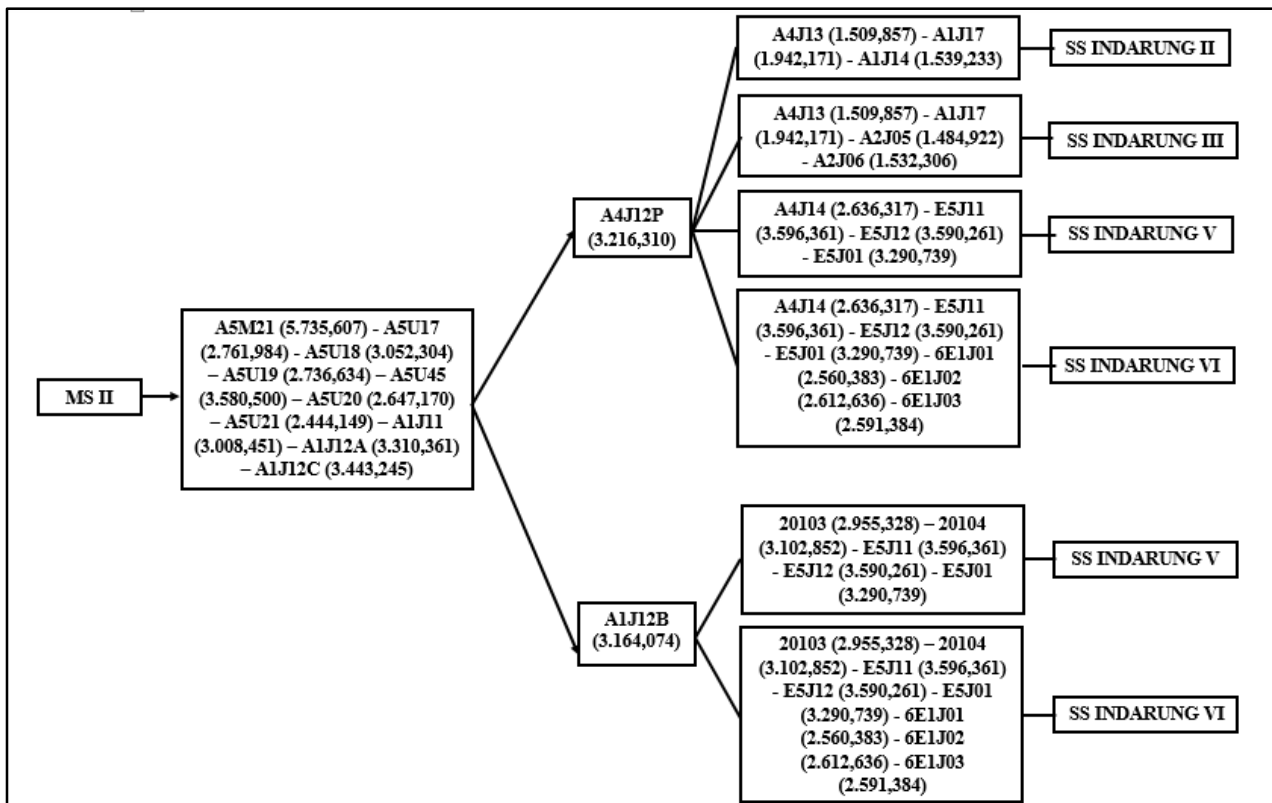 MS II
A5M21 (5.735,607) - A5U17
(2.761,984) - A5U18 (3.052,304)
– A5U19 (2.736,634) – A5U45
(3.580,500) – A5U20 (2.647,170)
– A5U21 (2.444,149) – A1J11
(3.008,451) – A1J12A (3.310,361)
– A1J12C (3.443,245)
A4J12P
(3.216,310)
A4J13 (1.509,857) - A1J17
(1.942,171) - A1J14 (1.539,233)
SS INDARUNG II
A4J13 (1.509,857) - A1J17
(1.942,171) - A2J05 (1.484,922)
- A2J06 (1.532,306)
SS INDARUNG III
A4J14 (2.636,317) - E5J11
(3.596,361) - E5J12 (3.590,261)
- E5J01 (3.290,739)
SS INDARUNG V
A4J14 (2.636,317) - E5J11
(3.596,361) - E5J12 (3.590,261)
- E5J01 (3.290,739) - 6E1J01
(2.560,383) - 6E1J02
(2.612,636) - 6E1J03
(2.591,384)
SS INDARUNG VI
A1J12B
(3.164,074)
20103 (2.955,328) – 20104
(3.102,852) - E5J11 (3.596,361)
- E5J12 (3.590,261) - E5J01
(3.290,739)
SS INDARUNG V
20103 (2.955,328) – 20104
(3.102,852) - E5J11 (3.596,361)
- E5J12 (3.590,261) - E5J01
(3.290,739) - 6E1J01
(2.560,383) - 6E1J02
(2.612,636) - 6E1J03
(2.591,384)
SS INDARUNG VI